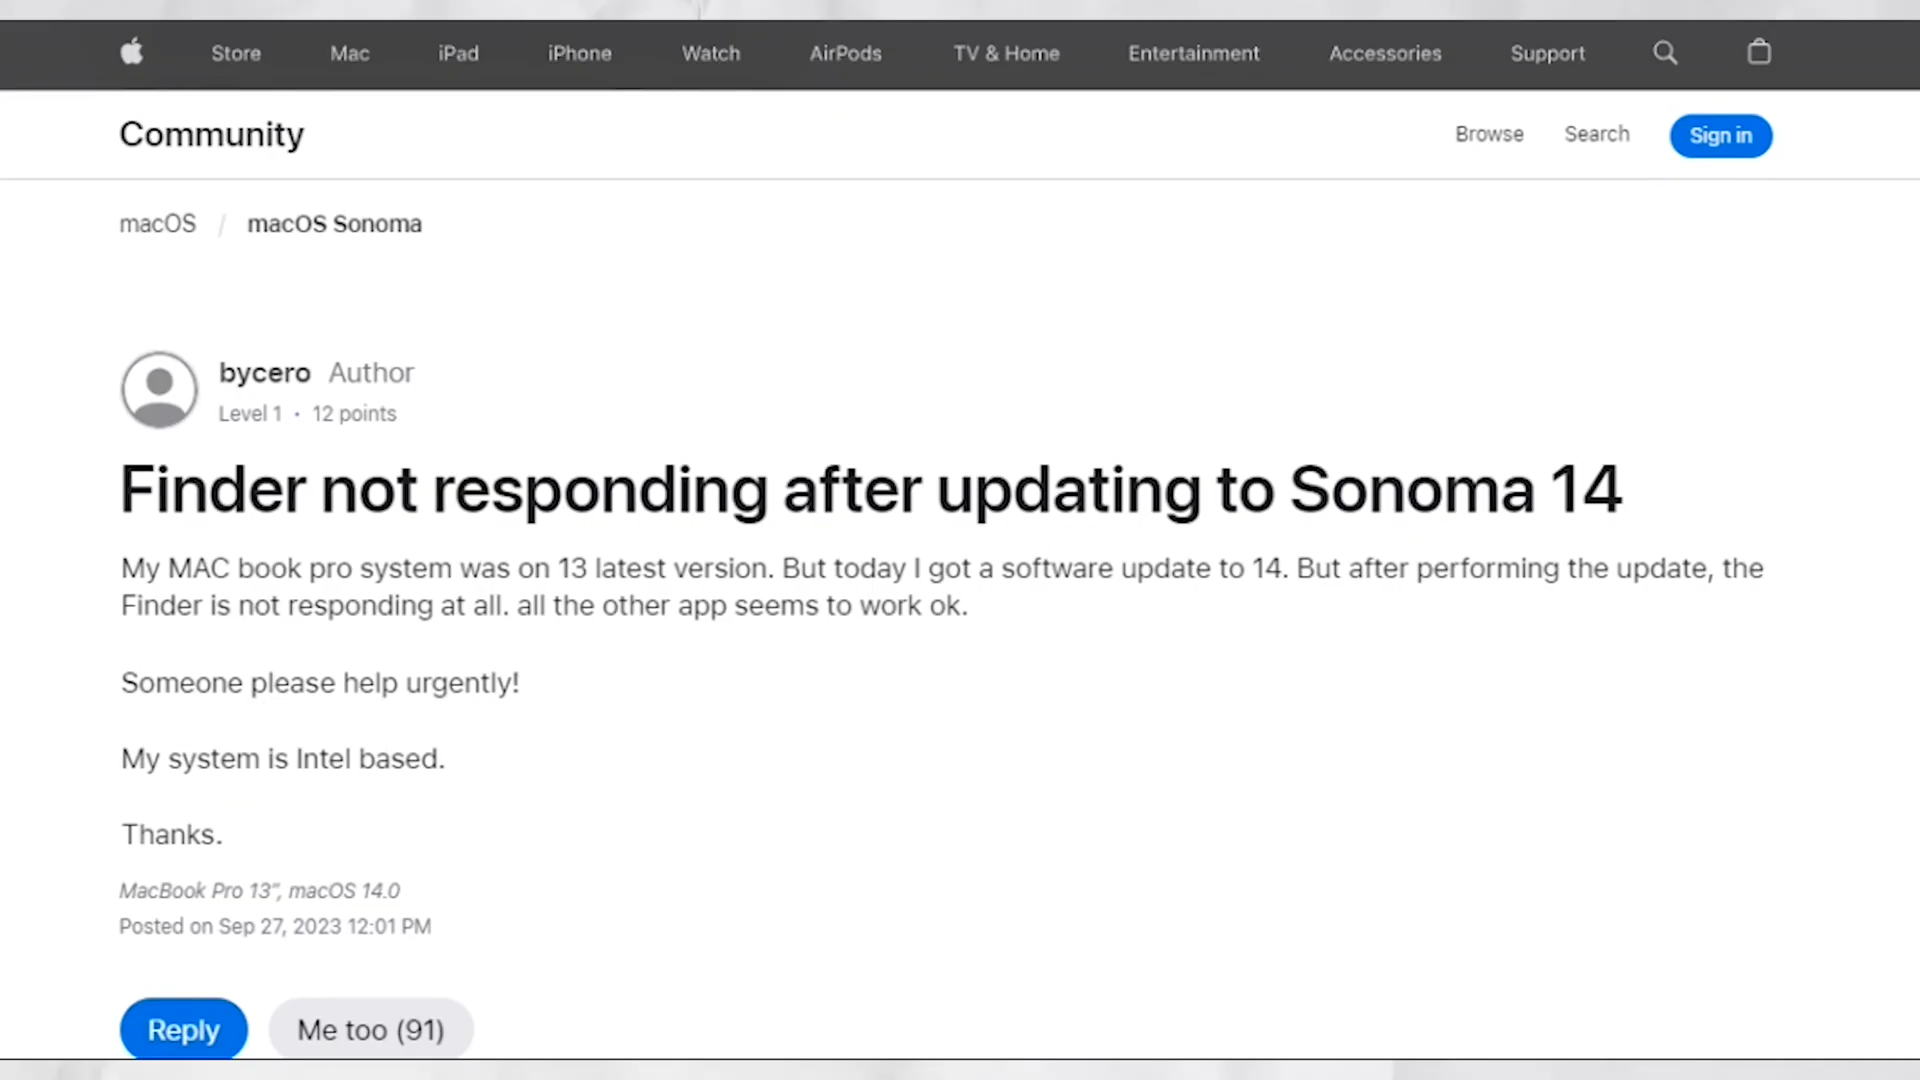 Store Mac iPad iPhone Watch AirPods TV & Home Entertainment Accessories Support
Community Browse Search Sign in
macOS / macOS Sonoma
bycero Author
Level 1 • 12 points
Finder not responding after updating to Sonoma 14
My MAC book pro system was on 13 latest version. But today I got a software update to 14. But after performing the update, the
Finder is not responding at all. all the other app seems to work ok.
Someone please help urgently!
My system is Intel based.
Thanks.
MacBook Pro 13″, macOS 14.0
Posted on Sep 27, 2023 12:01 PM
Reply Me too (91)